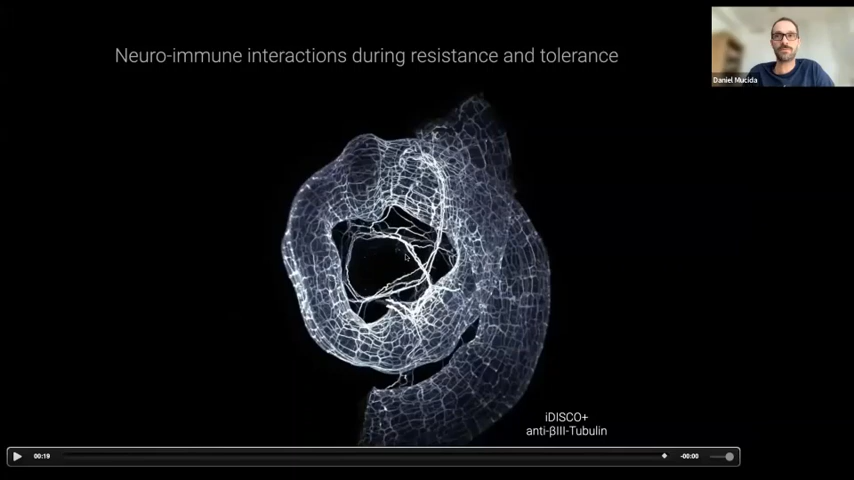 Neuro-immune interactions during resistance and tolerance
Daniel Mucida
iDISCO+
anti-βIII-Tubulin
00:19
-00:00